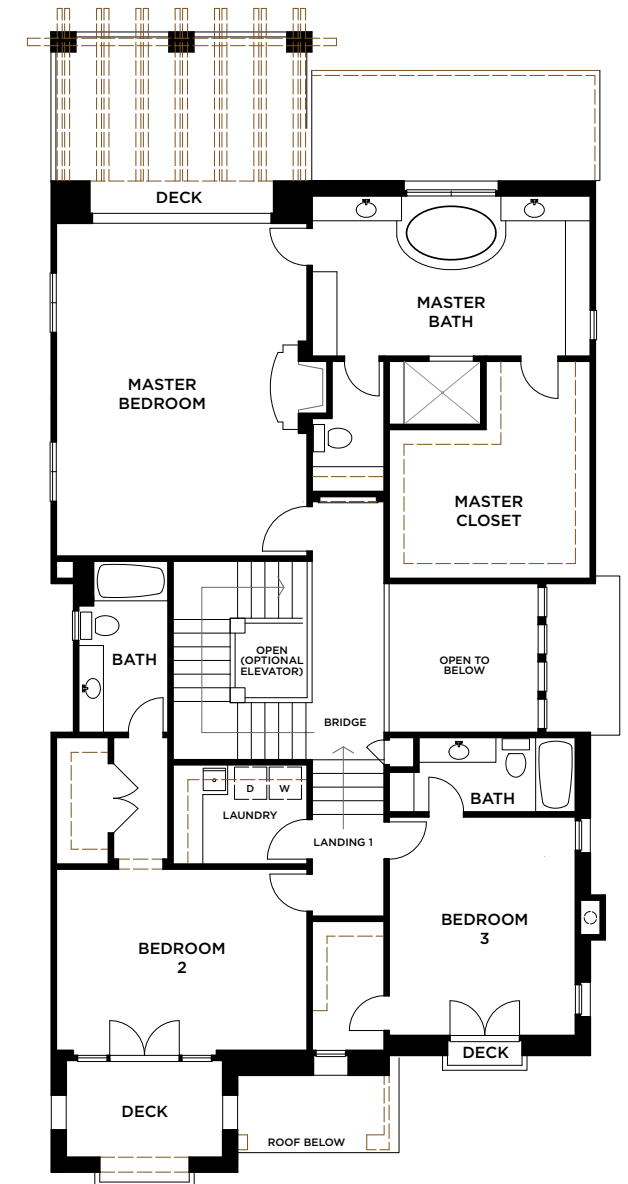 DECK
MASTER
BATH
MASTER
BEDROOM
MASTER
CLOSET
OPEN
(OPTIONAL
ELEVATOR)
BATH
OPEN TO
BELOW
BRIDGE
D
W
LAUNDRY
BATH
LANDING 1
BEDROOM
3
BEDROOM
2
DECK
DECK
ROOF BELOW